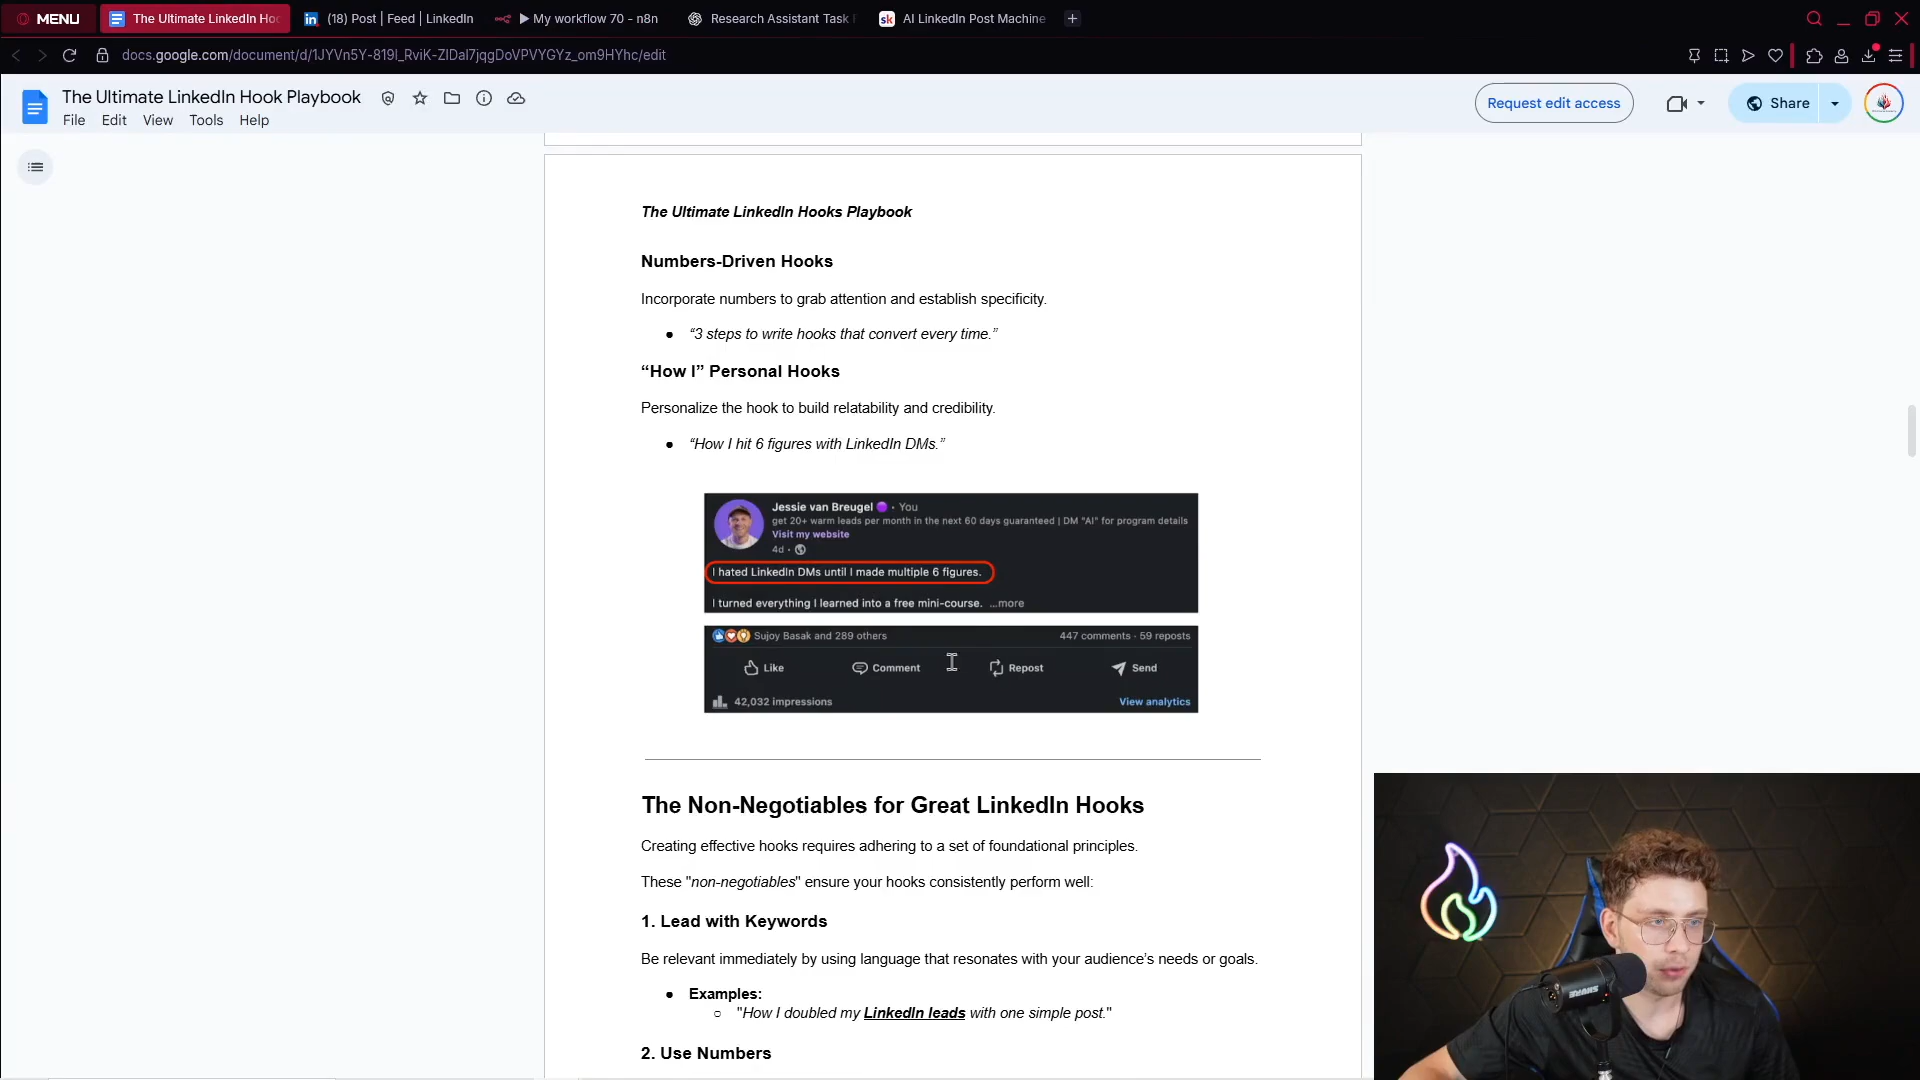 MENU
The Ultimate LinkedIn Hoo
(18) Post | Feed | LinkedIn
▶ My workflow 70 - n8n
Research Assistant Task
AI LinkedIn Post Machine
docs.google.com/document/d/1JYVn5Y-819l_RviK-ZIDal7jqgDoVPVYGYz_om9HYhc/edit
The Ultimate LinkedIn Hook Playbook
File Edit View Tools Help
Request edit access
Share
The Ultimate LinkedIn Hooks Playbook
Numbers-Driven Hooks
Incorporate numbers to grab attention and establish specificity.
● “3 steps to write hooks that convert every time.”
“How I” Personal Hooks
Personalize the hook to build relatability and credibility.
● “How I hit 6 figures with LinkedIn DMs.”
Jessie van Breugel • You
get 20+ warm leads per month in the next 60 days guaranteed | DM "AI" for program details
Visit my website
4d •
I hated LinkedIn DMs until I made multiple 6 figures.
I turned everything I learned into a free mini-course. ...more
Sujoy Basak and 289 others 447 comments · 59 reposts
Like Comment Repost Send
42,032 impressions View analytics
The Non-Negotiables for Great LinkedIn Hooks
Creating effective hooks requires adhering to a set of foundational principles.
These "non-negotiables" ensure your hooks consistently perform well:
1. Lead with Keywords
Be relevant immediately by using language that resonates with your audience’s needs or goals.
● Examples:
○ "How I doubled my LinkedIn leads with one simple post."
2. Use Numbers
SHURE